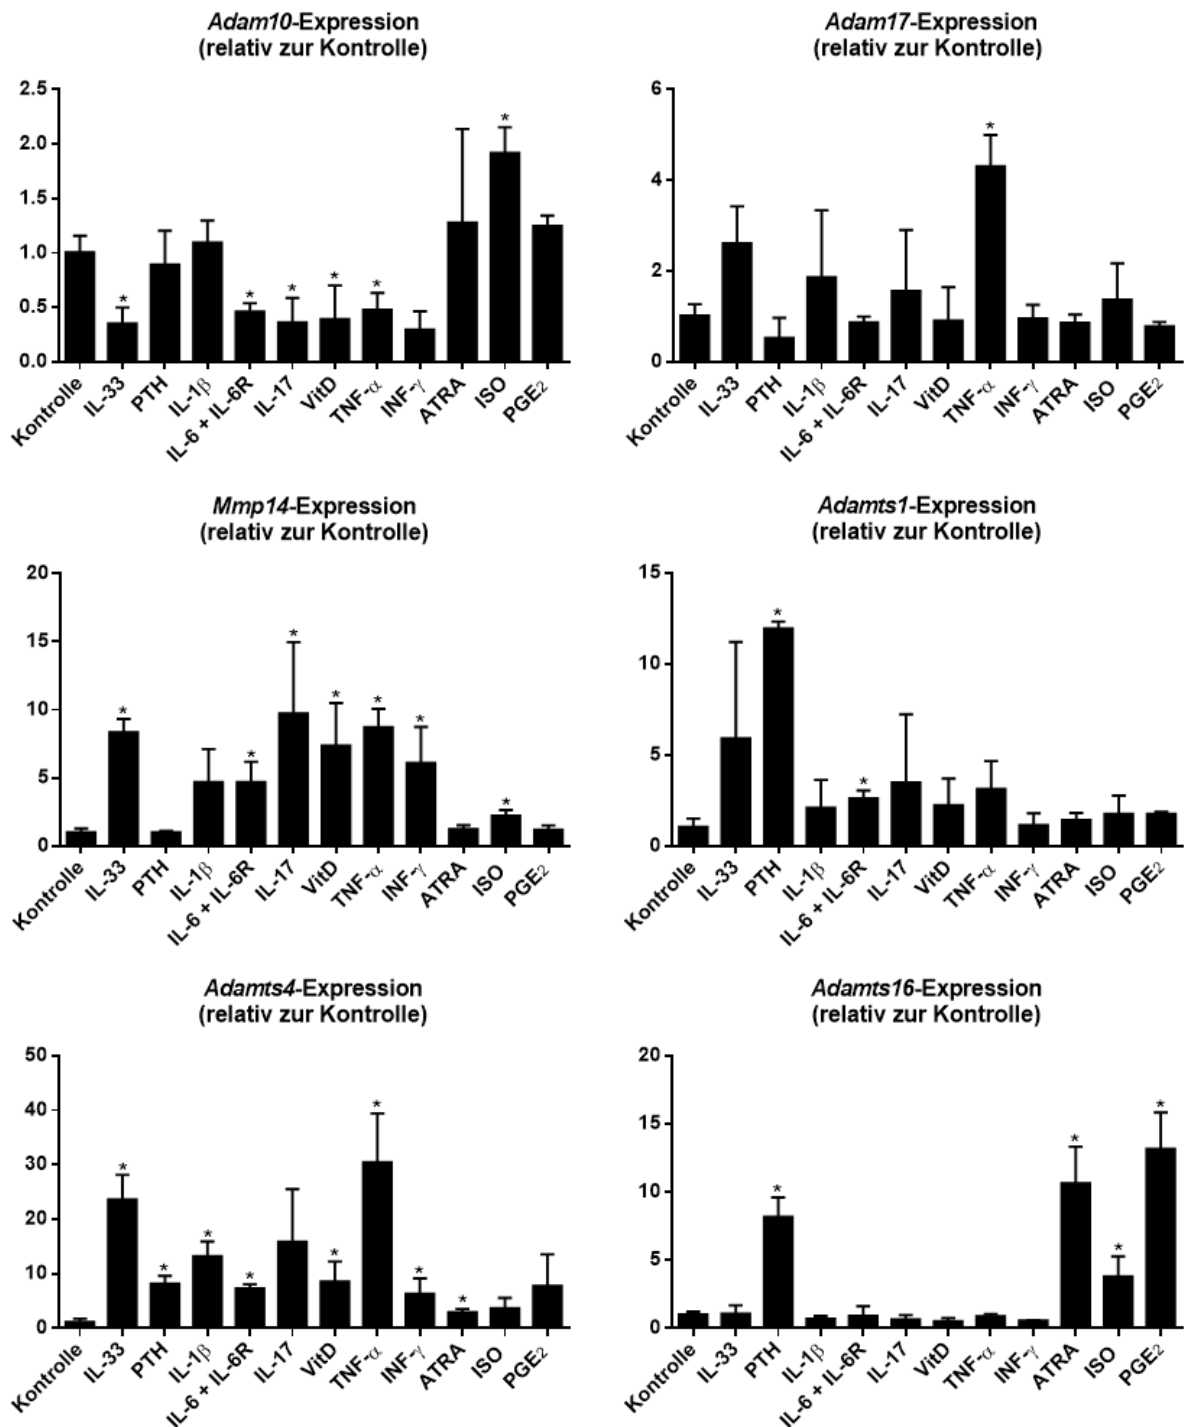 Adam10-Expression
(relativ zur Kontrolle)
2.5
2.0
1.5
1.0
0.5
0.0
*
*
*
*
*
*
Kontrolle
IL-33
PTH
IL-1β
IL-6 + IL-6R
IL-17
VitD
TNF-α
INF-γ
ATRA
ISO
PGE2
Adam17-Expression
(relativ zur Kontrolle)
6
4
2
0
*
Kontrolle
IL-33
PTH
IL-1β
IL-6 + IL-6R
IL-17
VitD
TNF-α
INF-γ
ATRA
ISO
PGE2
Mmp14-Expression
(relativ zur Kontrolle)
20
15
10
5
0
*
*
*
*
*
*
*
Kontrolle
IL-33
PTH
IL-1β
IL-6 + IL-6R
IL-17
VitD
TNF-α
INF-γ
ATRA
ISO
PGE2
Adamts1-Expression
(relativ zur Kontrolle)
15
10
5
0
*
*
Kontrolle
IL-33
PTH
IL-1β
IL-6 + IL-6R
IL-17
VitD
TNF-α
INF-γ
ATRA
ISO
PGE2
Adamts4-Expression
(relativ zur Kontrolle)
50
40
30
20
10
0
*
*
*
*
*
*
*
*
Kontrolle
IL-33
PTH
IL-1β
IL-6 + IL-6R
IL-17
VitD
TNF-α
INF-γ
ATRA
ISO
PGE2
Adamts16-Expression
(relativ zur Kontrolle)
20
15
10
5
0
*
*
*
*
Kontrolle
IL-33
PTH
IL-1β
IL-6 + IL-6R
IL-17
VitD
TNF-α
INF-γ
ATRA
ISO
PGE2